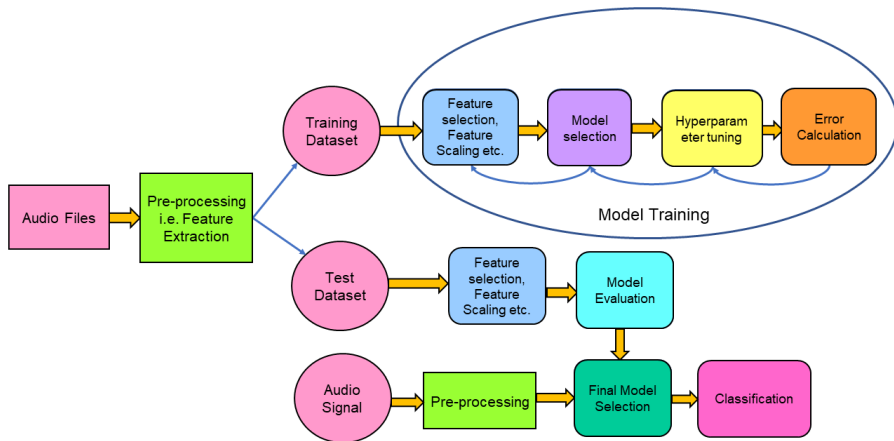 Training
Dataset
Feature
selection,
Feature
Scaling etc.
Model
selection
Hyperparam
eter tuning
Error
Calculation
Model Training
Audio Files
Pre-processing
i.e. Feature
Extraction
Test
Dataset
Feature
selection,
Feature
Scaling etc.
Model
Evaluation
Audio
Signal
Pre-processing
Final Model
Selection
Classification